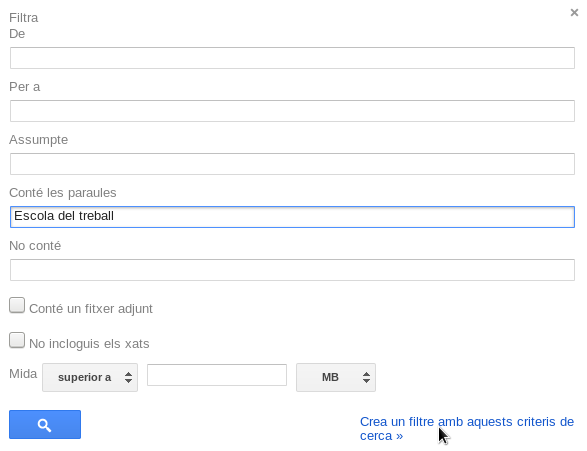 Filtra
De
Per a
Assumpte
Conté les paraules
Escola del treball
No conté
Conté un fitxer adjunt
No incloguis els xats
Mida superior a MB
Crea un filtre amb aquests criteris de
cerca »